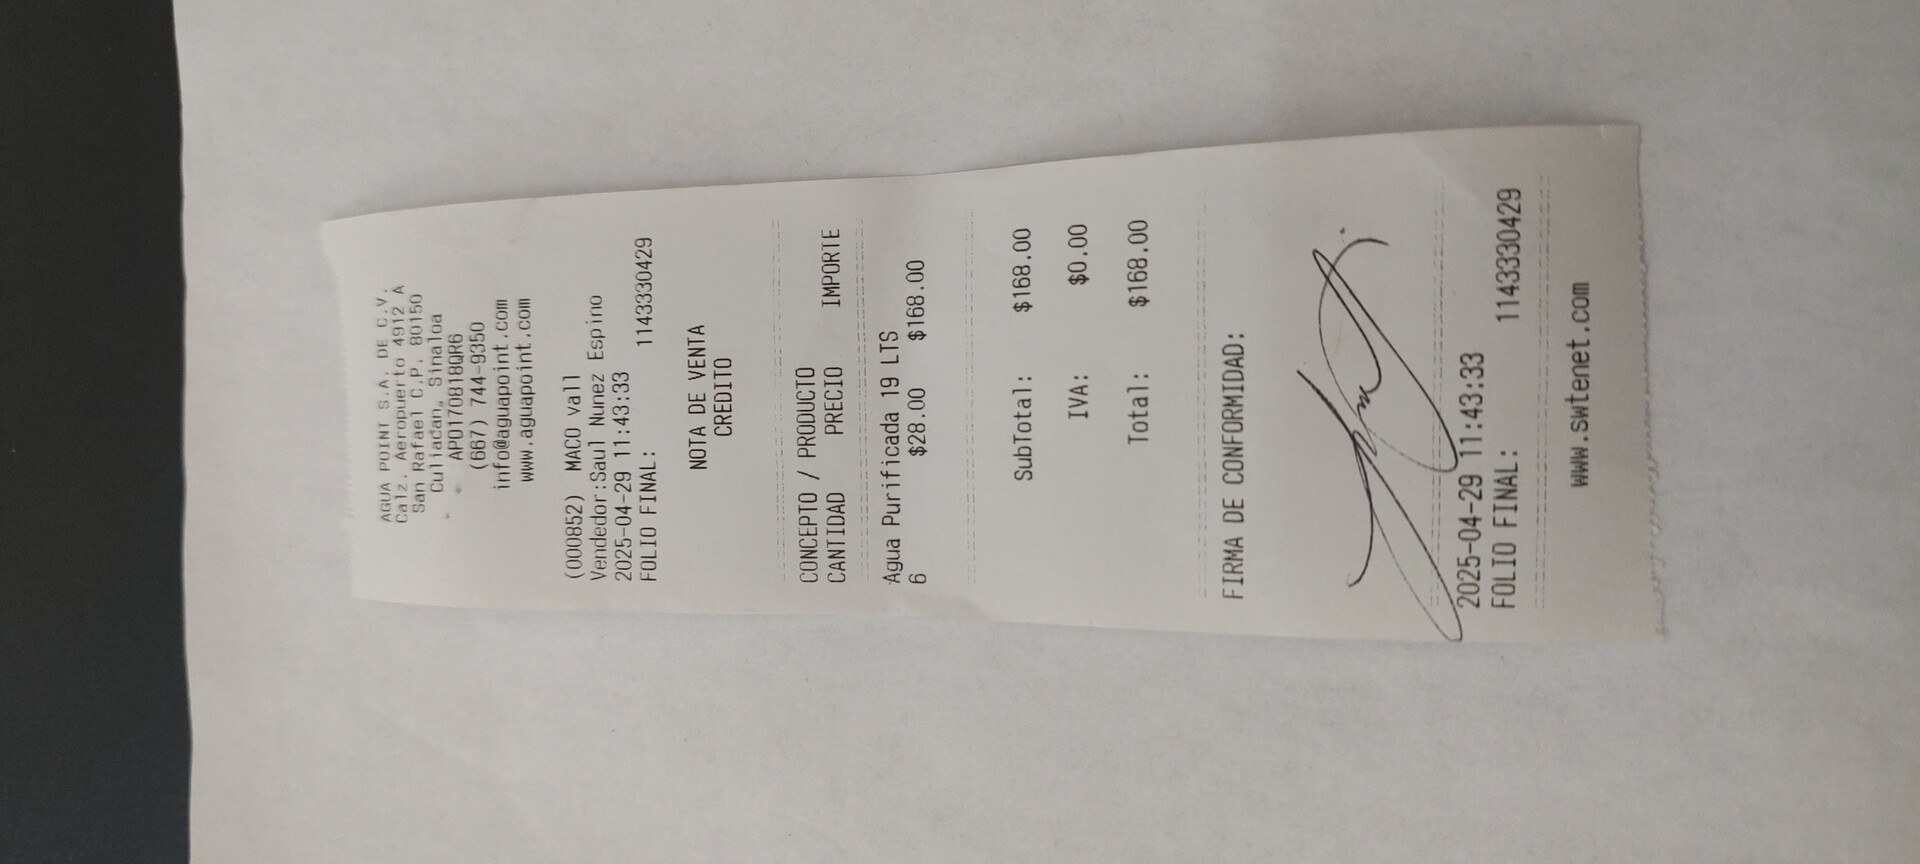 AGUA POINT S.A. DE C.V.
Calz. Aeropuerto 4912 A
San Rafael C.P. 80150
Culiadan, Sinaloa
APO170818QR6
(667) 744-9350
info@aguapoint.com
www.aguapoint.com
(000852) MACO vall
Vendedor:Saul Nunez Espino
2025-04-29 11:43:33
FOLIO FINAL: 1143330429
NOTA DE VENTA
CREDITO
CONCEPTO / PRODUCTO
CANTIDAD PRECIO IMPORTE
Agua Purificada 19 LTS
6 $28.00 $168.00
SubTotal: $168.00
IVA: $0.00
Total: $168.00
FIRMA DE CONFORMIDAD:
2025-04-29 11:43:33
FOLIO FINAL: 1143330429
www.swtenet.com